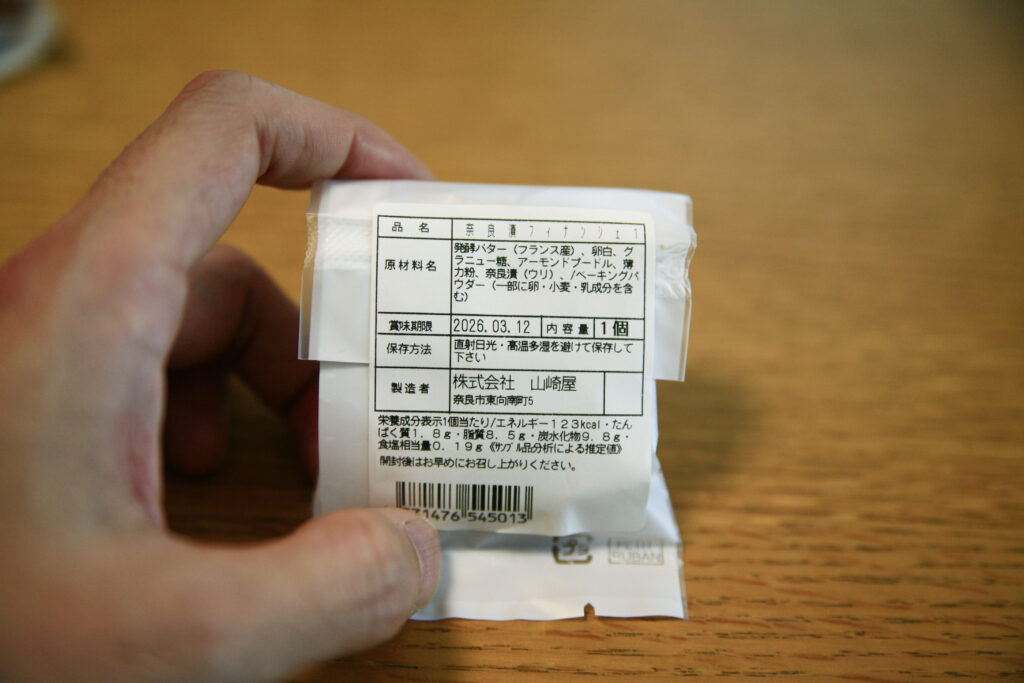 品名 奈良漬フィナンシェ1
原材料名 発酵バター（フランス産）、卵白、グ
ラニュー糖、アーモンドプードル、薄
力粉、奈良漬（ウリ）、/ベーキングパ
ウダー（一部に卵・小麦・乳成分を含
む）
賞味期限 2026.03.12 内容量 1個
保存方法 直射日光・高温多湿を避けて保存して
下さい
製造者 株式会社 山崎屋
奈良市東向南町5
栄養成分表示1個当たり/エネルギー123kcal・たん
ぱく質1.8g・脂質8.5g・炭水化物9.8g・
食塩相当量0.19g《ｻﾝﾌﾟﾙ品分析による推定値》
開封後はお早めにお召し上がりください。
71476 545013
プラ
PETIT
RUBAN